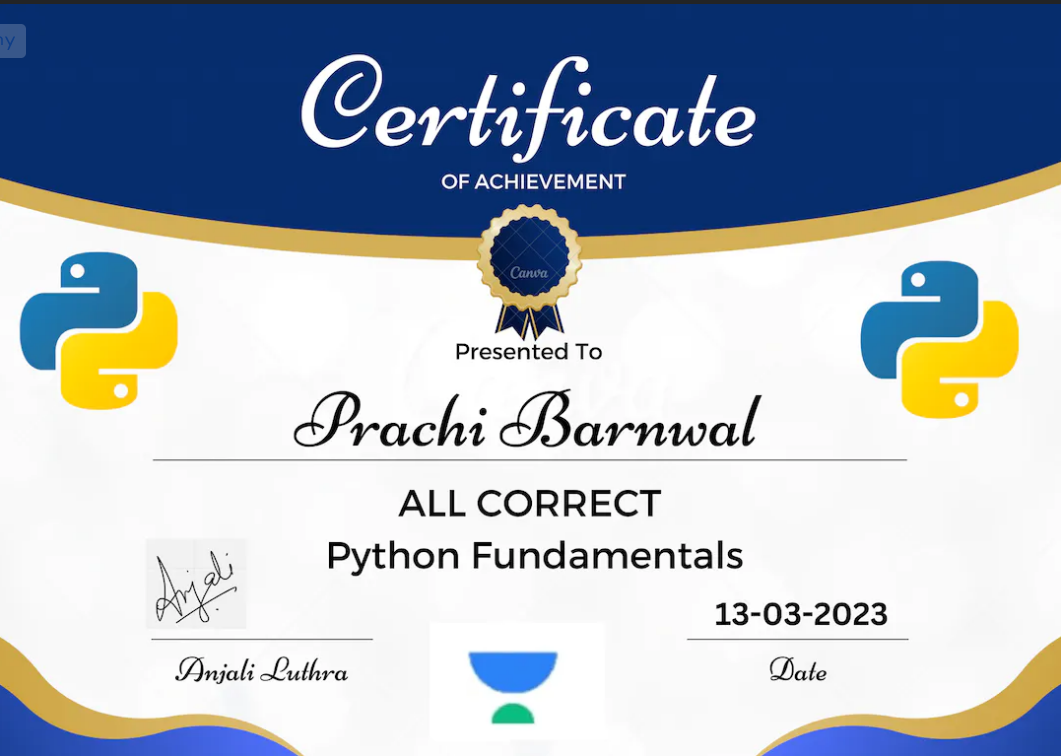 Certificate
OF ACHIEVEMENT
Canva
Presented To
Prachi Barnwal
ALL CORRECT
Python Fundamentals
Anjali
13-03-2023
Anjali Luthra
Date